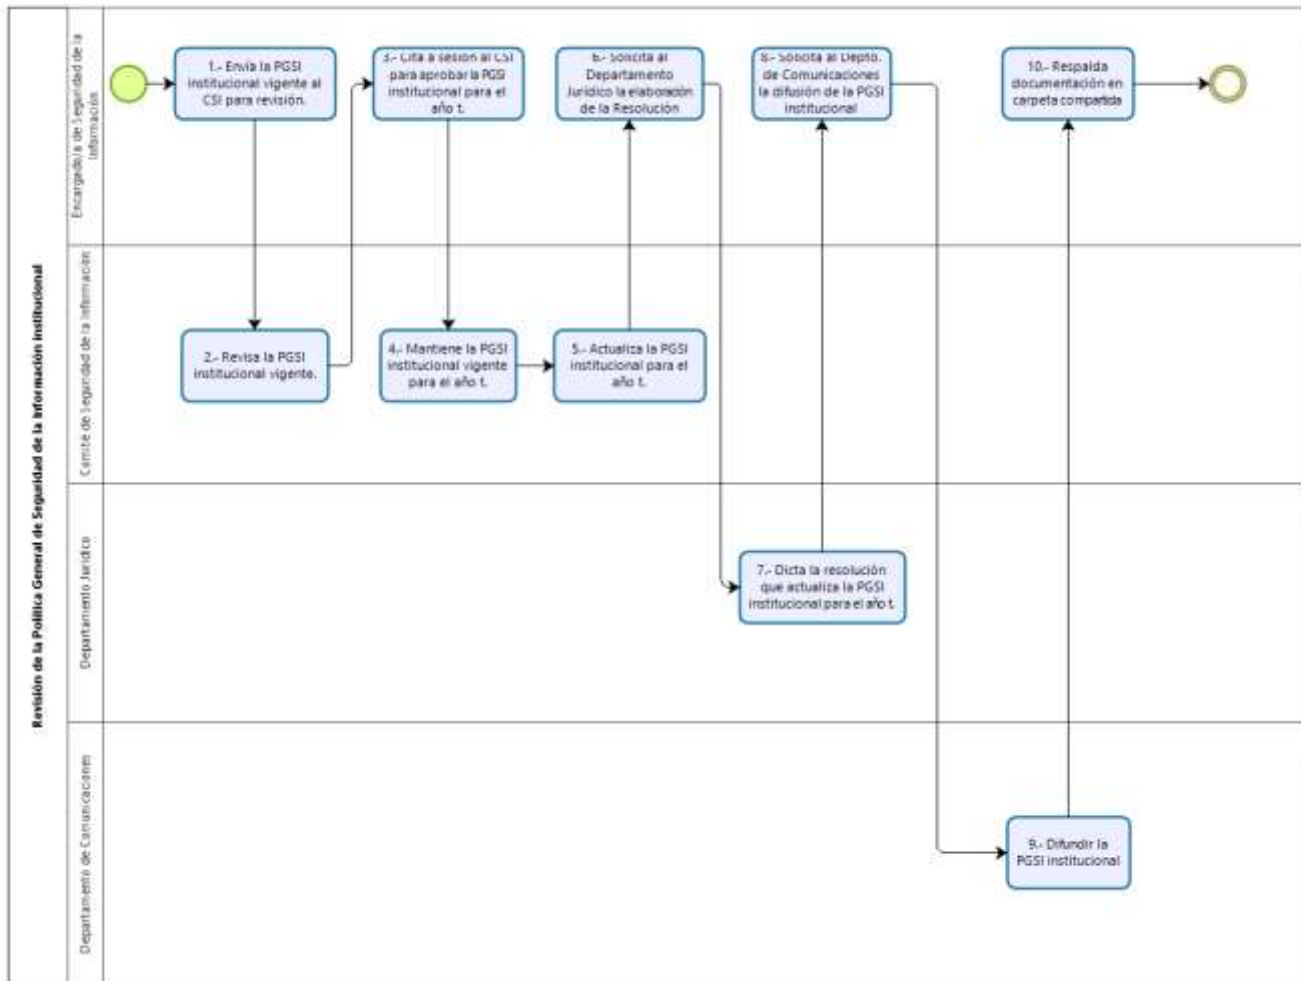 Revisión de la Política General de Seguridad de la Información Institucional
Encargado/a de Seguridad de la
Información
1.- Envía la PGSI
institucional vigente al
CSI para revisión.
3.- Cita a sesión al CSI
para aprobar la PGSI
institucional para el
año t.
6.- Solicita al
Departamento
Jurídico la elaboración
de la Resolución
8.- Solicita al Depto.
de Comunicaciones
la difusión de la PGSI
institucional
10.- Respalda
documentación en
carpeta compartida
Comité de Seguridad de la Información
2.- Revisa la PGSI
institucional vigente.
4.- Mantiene la PGSI
institucional vigente
para el año t.
5.- Actualiza la PGSI
institucional para el
año t.
Departamento Jurídico
7.- Dicta la resolución
que actualiza la PGSI
institucional para el año t.
Departamento de Comunicaciones
9.- Difundir la
PGSI institucional